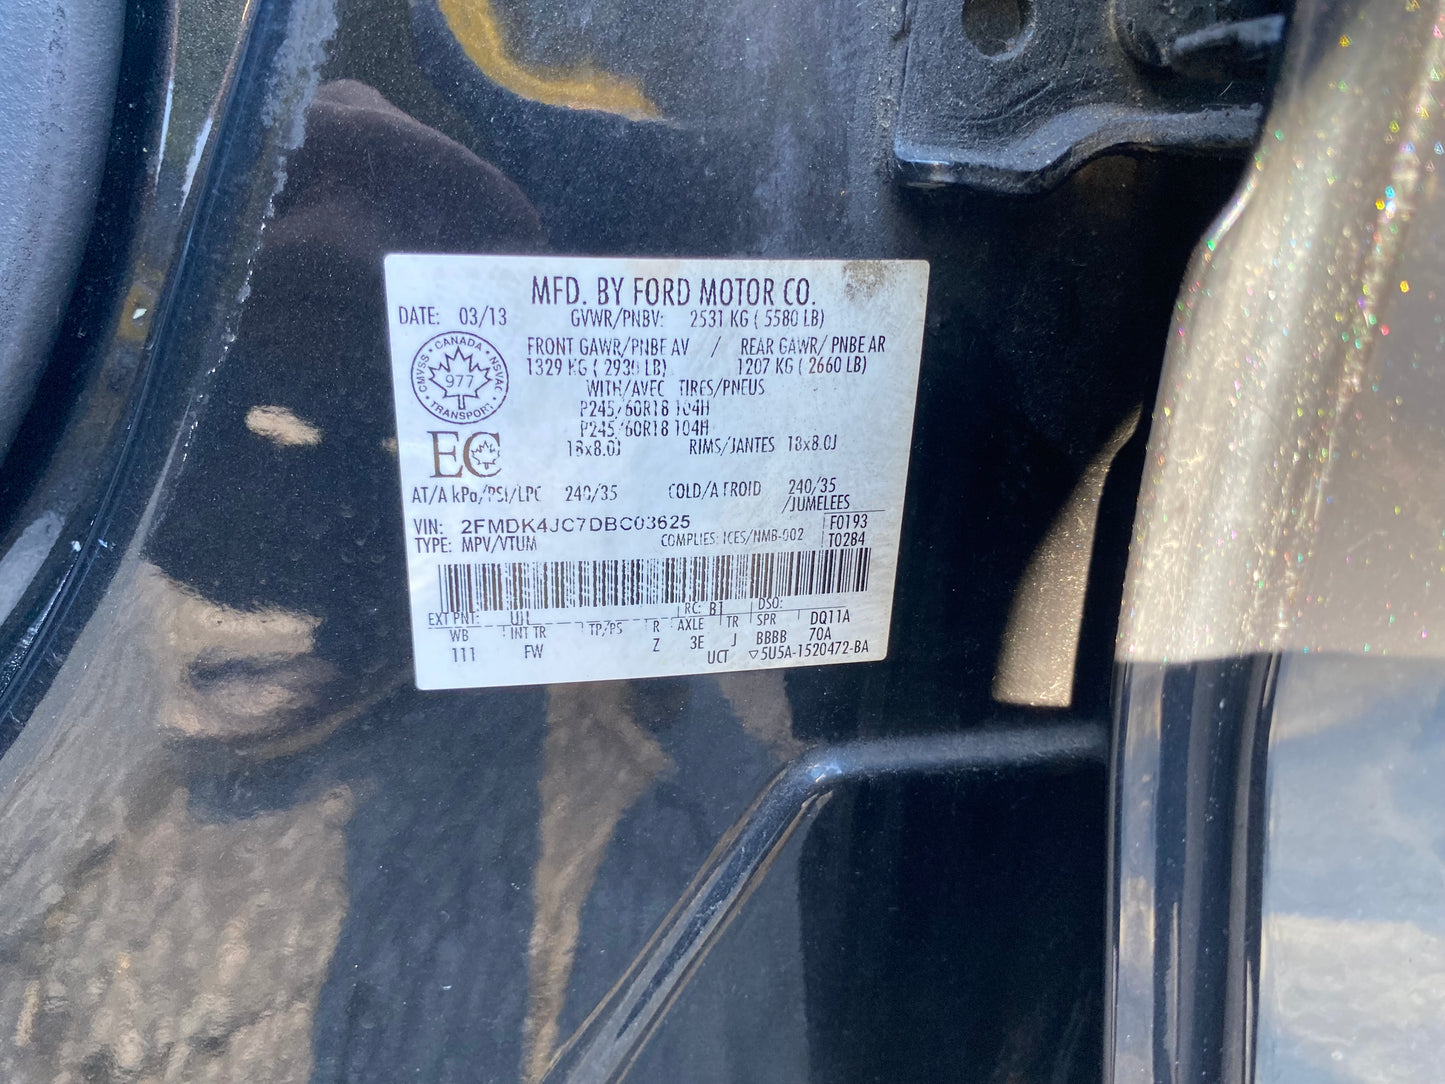 MFD. BY FORD MOTOR CO.
DATE: 03/13
GVWR/PNBV: 2531 KG ( 5580 LB)
CANADA
CMVSS
NSVAC
977
TRANSPORT
FRONT GAWR/PNBE AV / REAR GAWR/ PNBE AR
1329 KG ( 2930 LB) 1207 KG ( 2660 LB)
WITH/AVEC TIRES/PNEUS
P245/60R18 104H
P245/60R18 104H
18x8.0J RIMS/JANTES 18x8.0J
EC
AT/A kPa/PSI/LPC 240/35 COLD/A FROID 240/35
/JUMELEES
VIN: 2FMDK4JC7DBC03625 F0193
TYPE: MPV/VTUM COMPLIES: ICES/NMB-002 T0284
EXT PNT: RC: B1 DSO:
WB INT TR TP/PS R AXLE TR SPR DQ11A
111 FW Z 3E J BBBB 70A
UCT ▽5U5A-1520472-BA